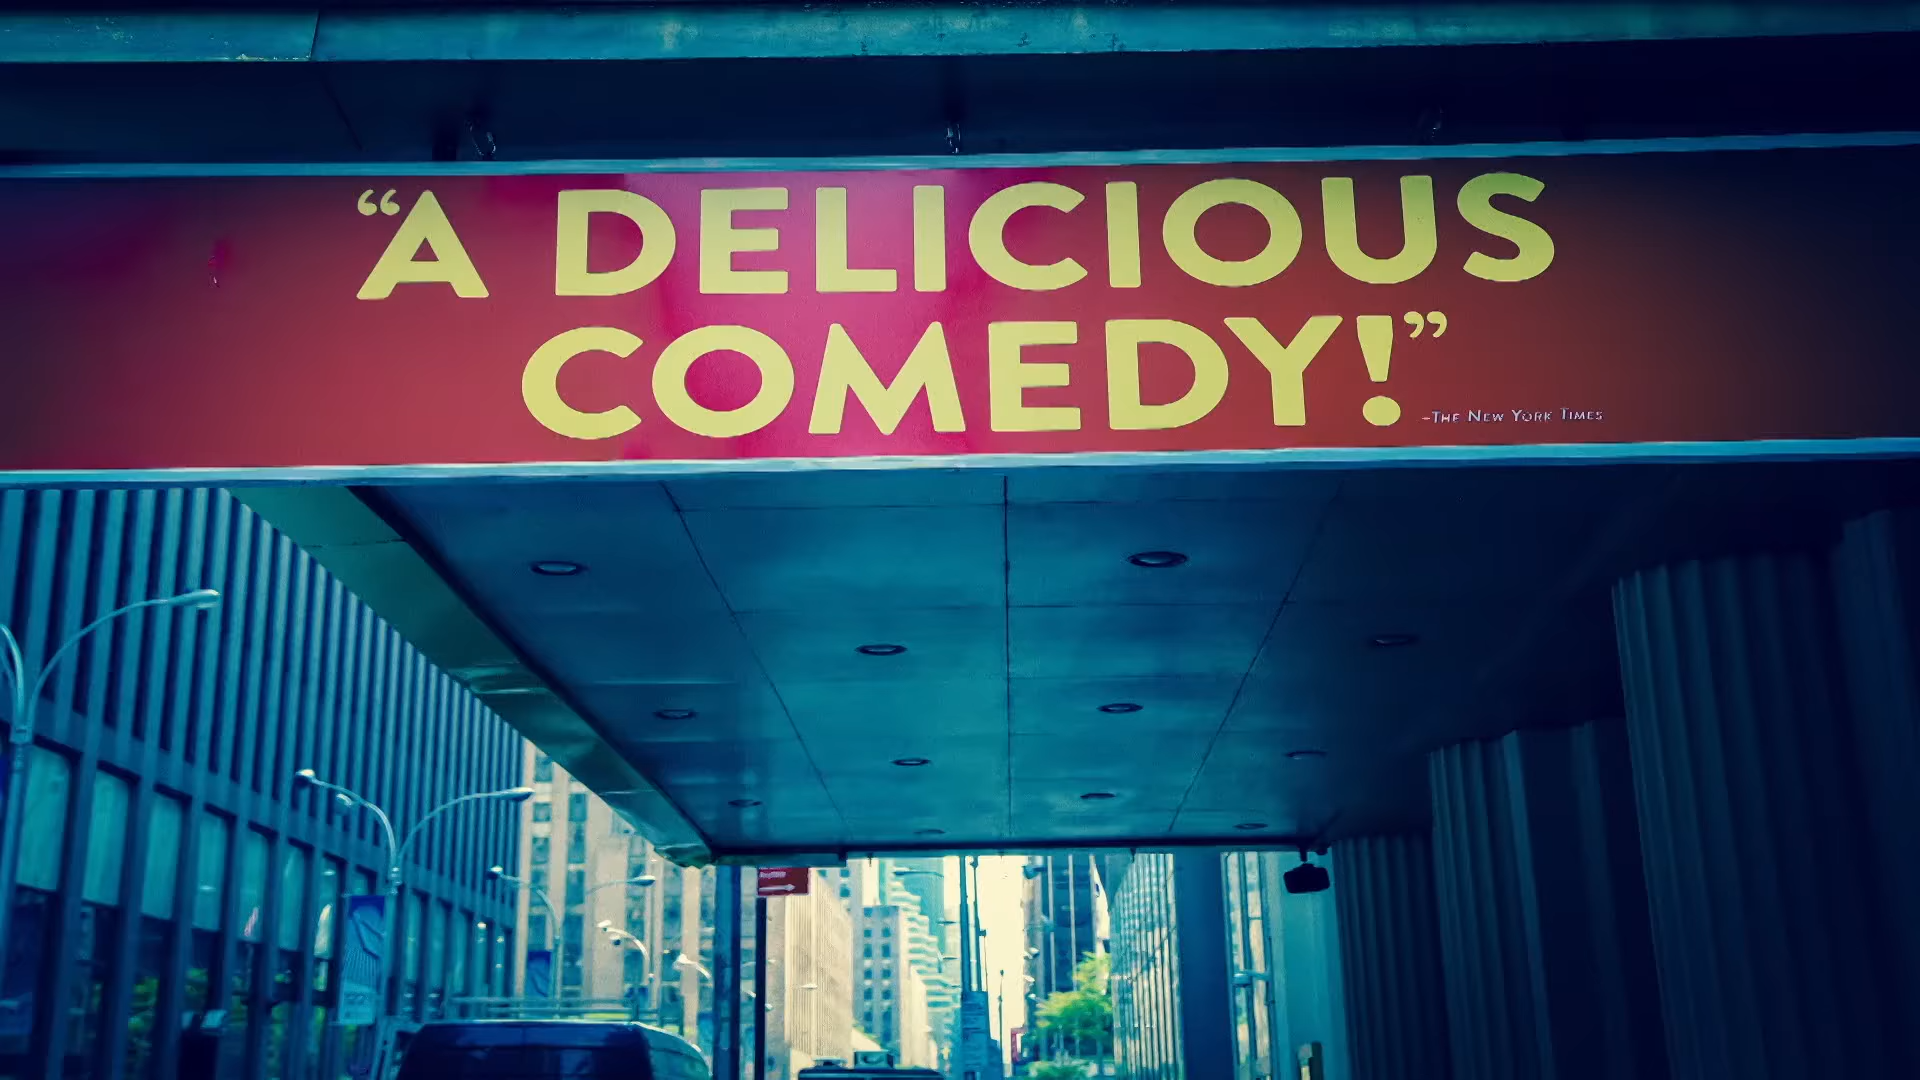 “A DELICIOUS
COMEDY!”
-THE NEW YORK TIMES